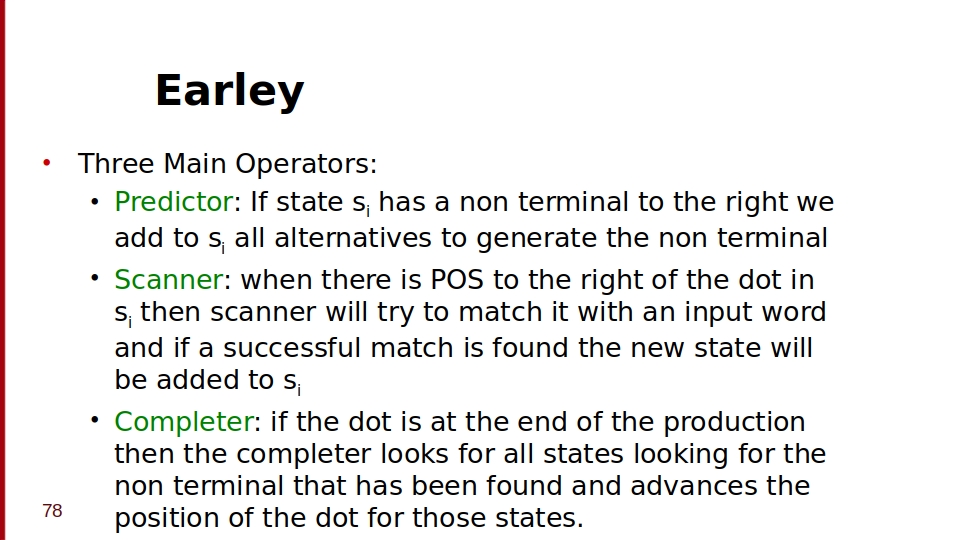 Earley
• Three Main Operators:
• Predictor: If state si has a non terminal to the right we
add to si all alternatives to generate the non terminal
• Scanner: when there is POS to the right of the dot in
si then scanner will try to match it with an input word
and if a successful match is found the new state will
be added to si
• Completer: if the dot is at the end of the production
then the completer looks for all states looking for the
non terminal that has been found and advances the
position of the dot for those states.
78